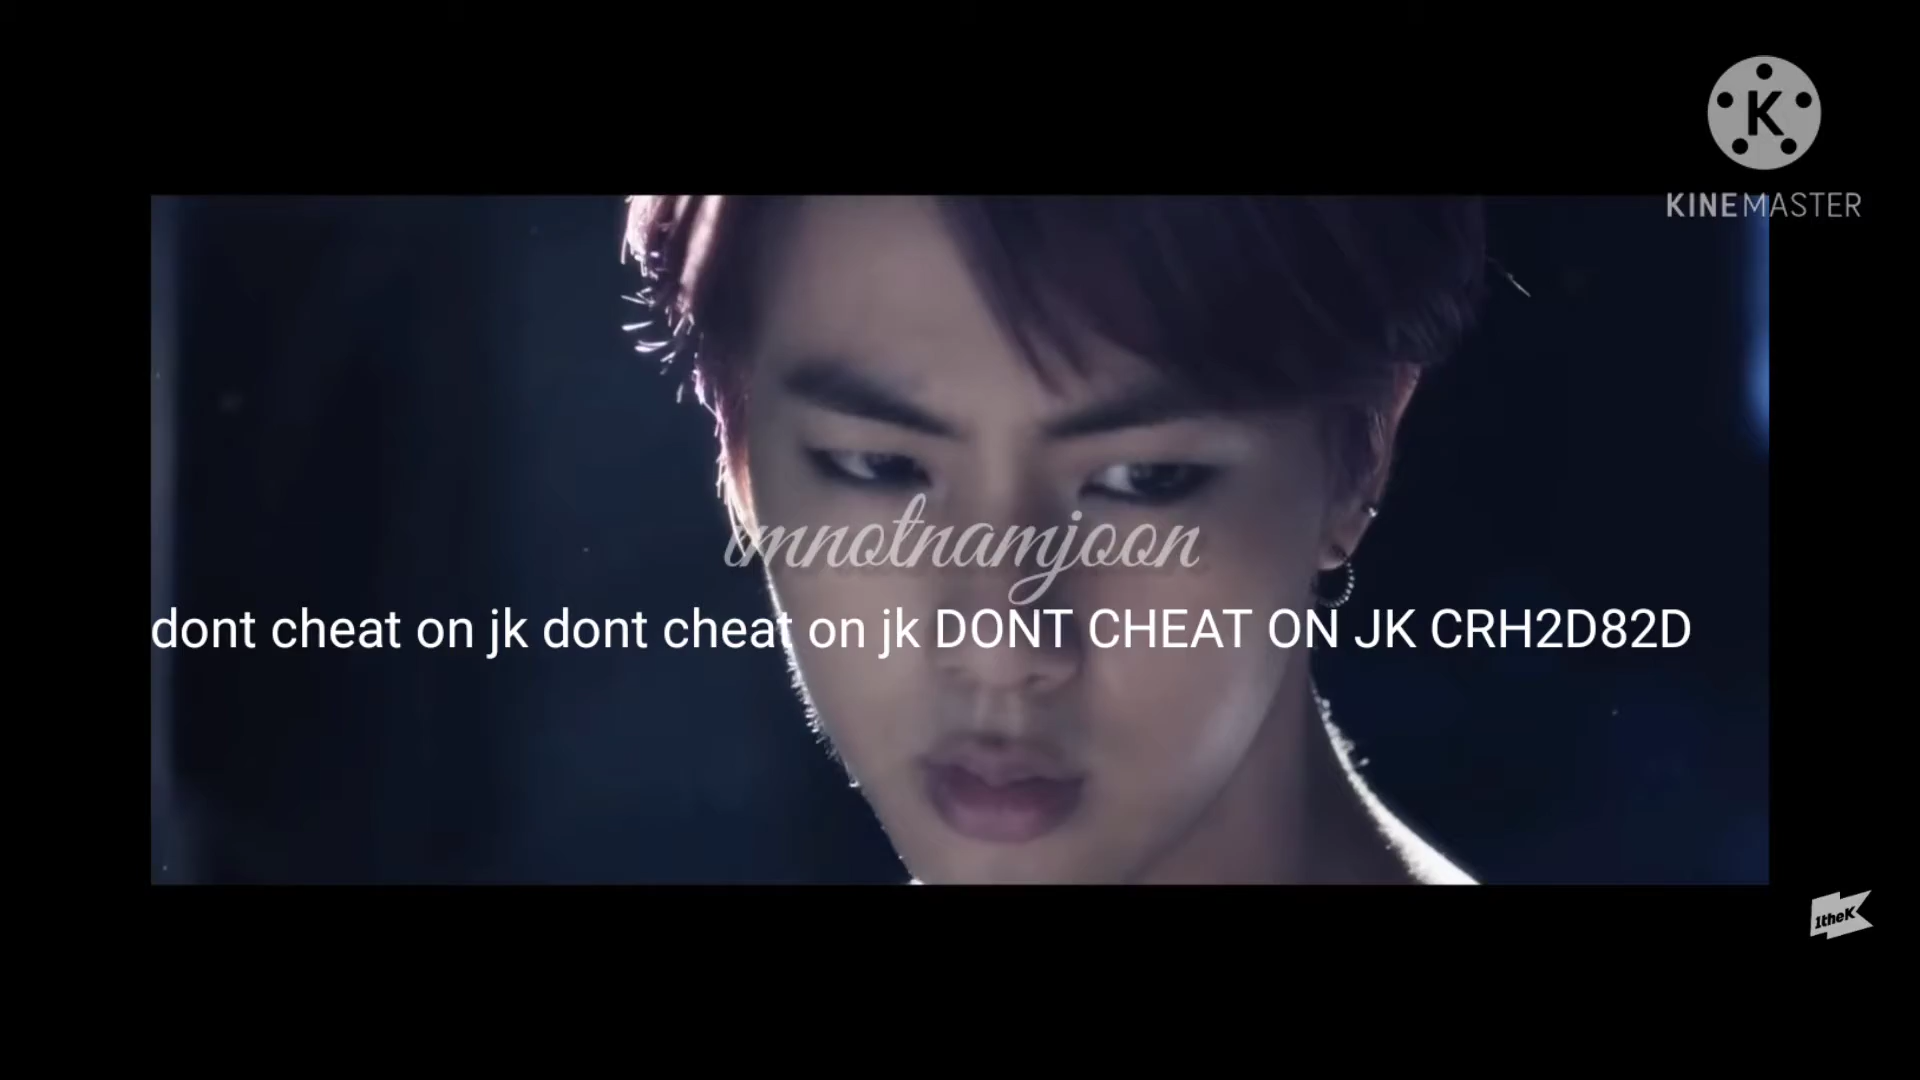 K
KINEMASTER
imnotnamjoon
dont cheat on jk dont cheat on jk DONT CHEAT ON JK CRH2D82D
1theK